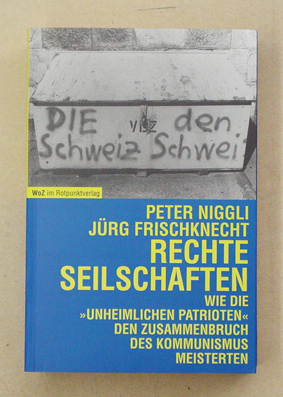 DIE den
Schweiz Schwei
WoZ im Rotpunktverlag
PETER NIGGLI
JÜRG FRISCHKNECHT
RECHTE
SEILSCHAFTEN
WIE DIE
»UNHEIMLICHEN PATRIOTEN«
DEN ZUSAMMENBRUCH
DES KOMMUNISMUS
MEISTERTEN